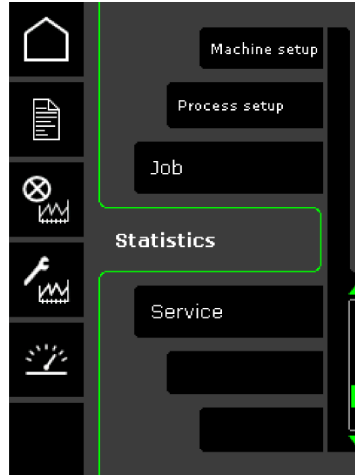 Machine setup
Process setup
Job
Statistics
Service